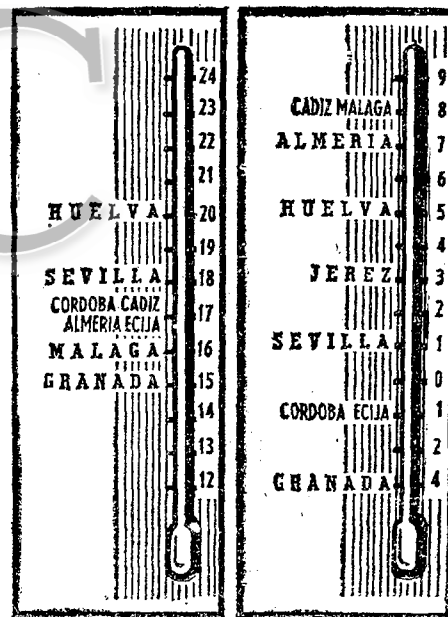 24
23
22
21
HUELVA 20
19
SEVILLA 18
CORDOBA CADIZ
ALMERIA ECIJA 17
MALAGA 16
GRANADA 15
14
13
12
9
CADIZ MALAGA 8
ALMERIA 7
6
HUELVA 5
4
JEREZ 3
2
SEVILLA 1
0
CORDOBA ECIJA 1
2
GRANADA 4